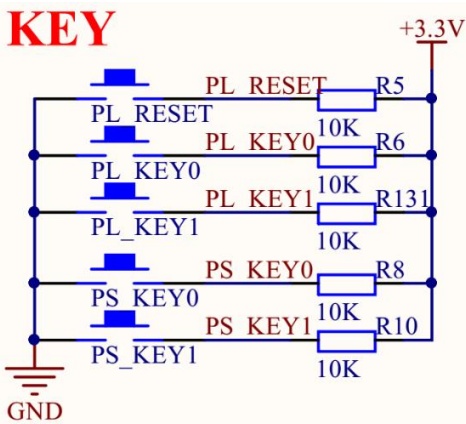 KEY
+3.3V
PL_RESET R5
PL_RESET 10K
PL_KEY0 R6
PL_KEY0 10K
PL_KEY1 R131
PL_KEY1 10K
PS_KEY0 R8
PS_KEY0 10K
PS_KEY1 R10
PS_KEY1 10K
GND